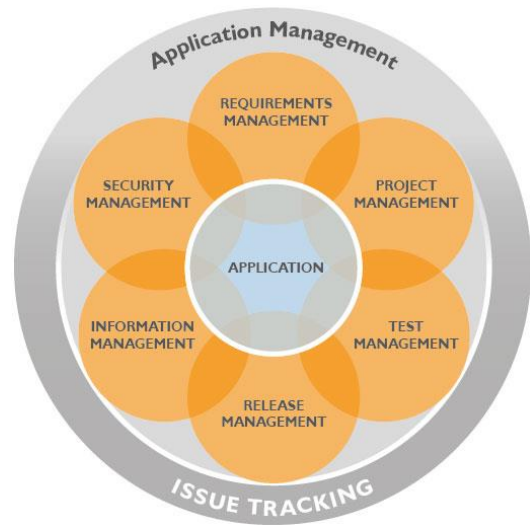 Application Management
REQUIREMENTS
MANAGEMENT
SECURITY
MANAGEMENT
PROJECT
MANAGEMENT
APPLICATION
INFORMATION
MANAGEMENT
TEST
MANAGEMENT
RELEASE
MANAGEMENT
ISSUE TRACKING